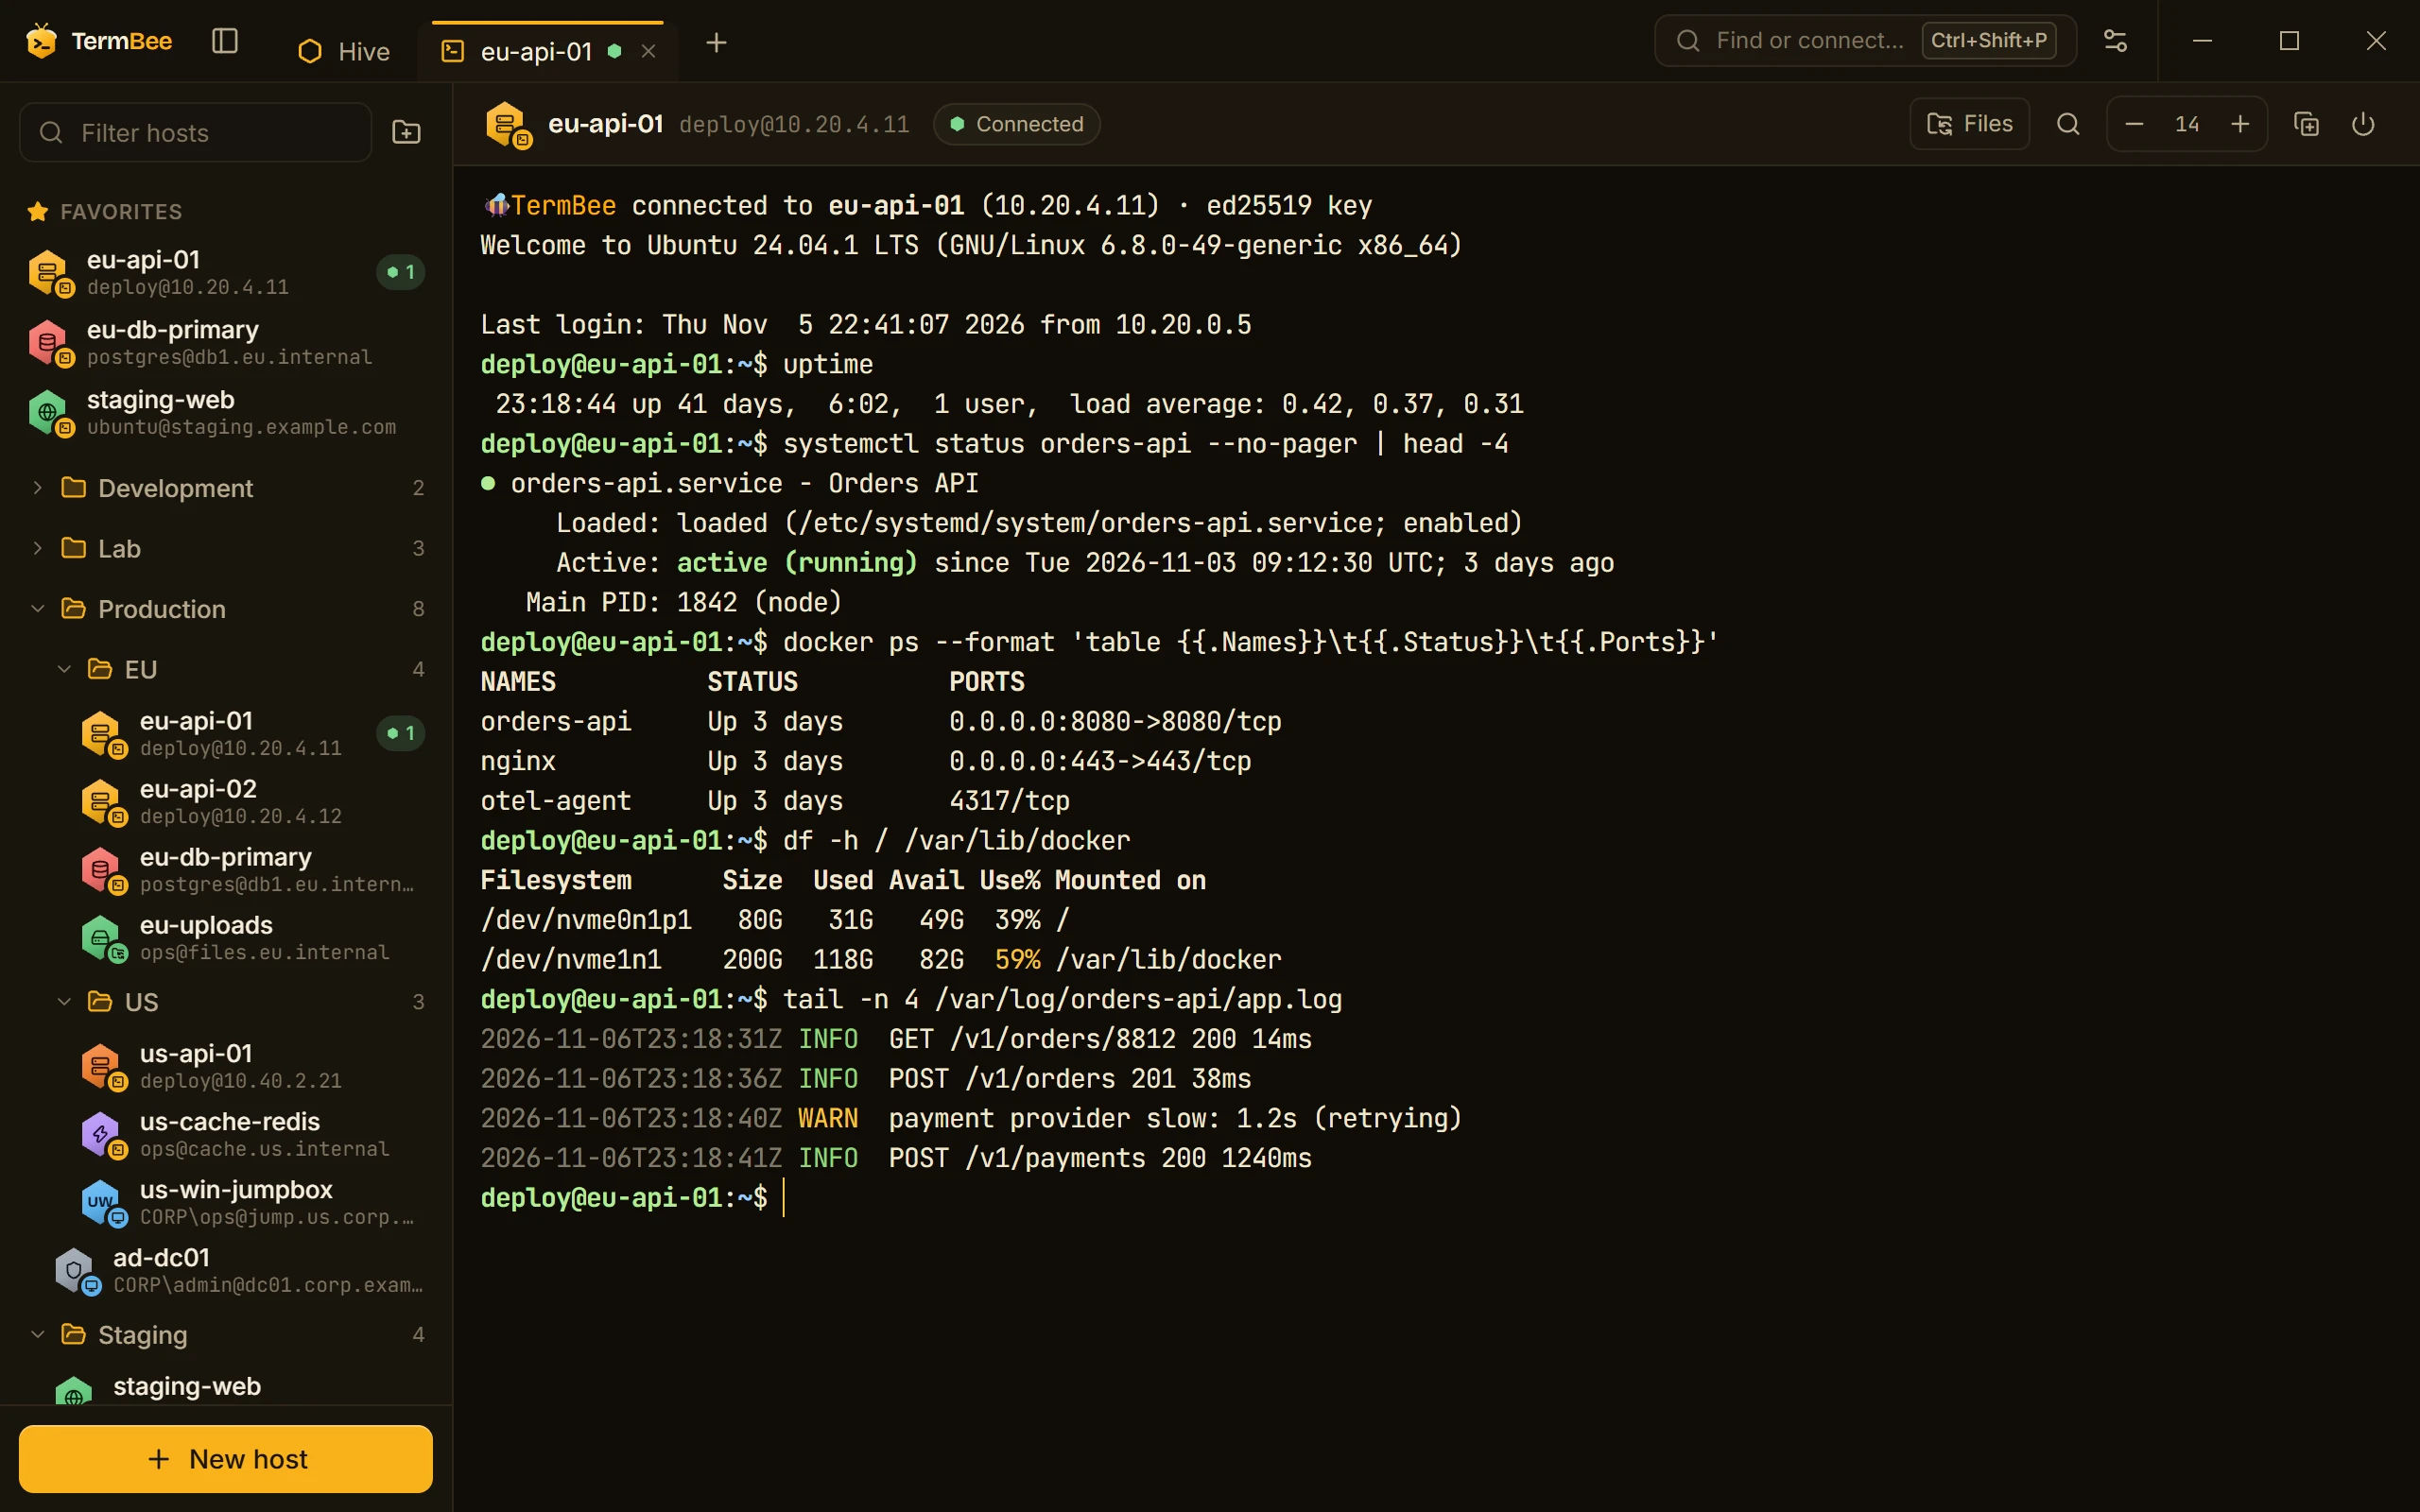 TermBee
Hive
eu-api-01
Find or connect... Ctrl+Shift+P
Filter hosts
FAVORITES
eu-api-01
deploy@10.20.4.11
1
eu-db-primary
postgres@db1.eu.internal
staging-web
ubuntu@staging.example.com
Development 2
Lab 3
Production 8
EU 4
eu-api-01
deploy@10.20.4.11
1
eu-api-02
deploy@10.20.4.12
eu-db-primary
postgres@db1.eu.intern…
eu-uploads
ops@files.eu.internal
US 3
us-api-01
deploy@10.40.2.21
us-cache-redis
ops@cache.us.internal
UW
us-win-jumpbox
CORP\ops@jump.us.corp.…
ad-dc01
CORP\admin@dc01.corp.exam…
Staging 4
staging-web
+ New host
eu-api-01 deploy@10.20.4.11 Connected
Files
14
TermBee connected to eu-api-01 (10.20.4.11) · ed25519 key
Welcome to Ubuntu 24.04.1 LTS (GNU/Linux 6.8.0-49-generic x86_64)
Last login: Thu Nov  5 22:41:07 2026 from 10.20.0.5
deploy@eu-api-01:~$ uptime
 23:18:44 up 41 days,  6:02,  1 user,  load average: 0.42, 0.37, 0.31
deploy@eu-api-01:~$ systemctl status orders-api --no-pager | head -4
● orders-api.service - Orders API
     Loaded: loaded (/etc/systemd/system/orders-api.service; enabled)
     Active: active (running) since Tue 2026-11-03 09:12:30 UTC; 3 days ago
   Main PID: 1842 (node)
deploy@eu-api-01:~$ docker ps --format 'table {{.Names}}\t{{.Status}}\t{{.Ports}}'
NAMES          STATUS          PORTS
orders-api     Up 3 days       0.0.0.0:8080->8080/tcp
nginx          Up 3 days       0.0.0.0:443->443/tcp
otel-agent     Up 3 days       4317/tcp
deploy@eu-api-01:~$ df -h / /var/lib/docker
Filesystem      Size  Used Avail Use% Mounted on
/dev/nvme0n1p1   80G   31G   49G  39% /
/dev/nvme1n1    200G  118G   82G  59% /var/lib/docker
deploy@eu-api-01:~$ tail -n 4 /var/log/orders-api/app.log
2026-11-06T23:18:31Z INFO  GET /v1/orders/8812 200 14ms
2026-11-06T23:18:36Z INFO  POST /v1/orders 201 38ms
2026-11-06T23:18:40Z WARN  payment provider slow: 1.2s (retrying)
2026-11-06T23:18:41Z INFO  POST /v1/payments 200 1240ms
deploy@eu-api-01:~$